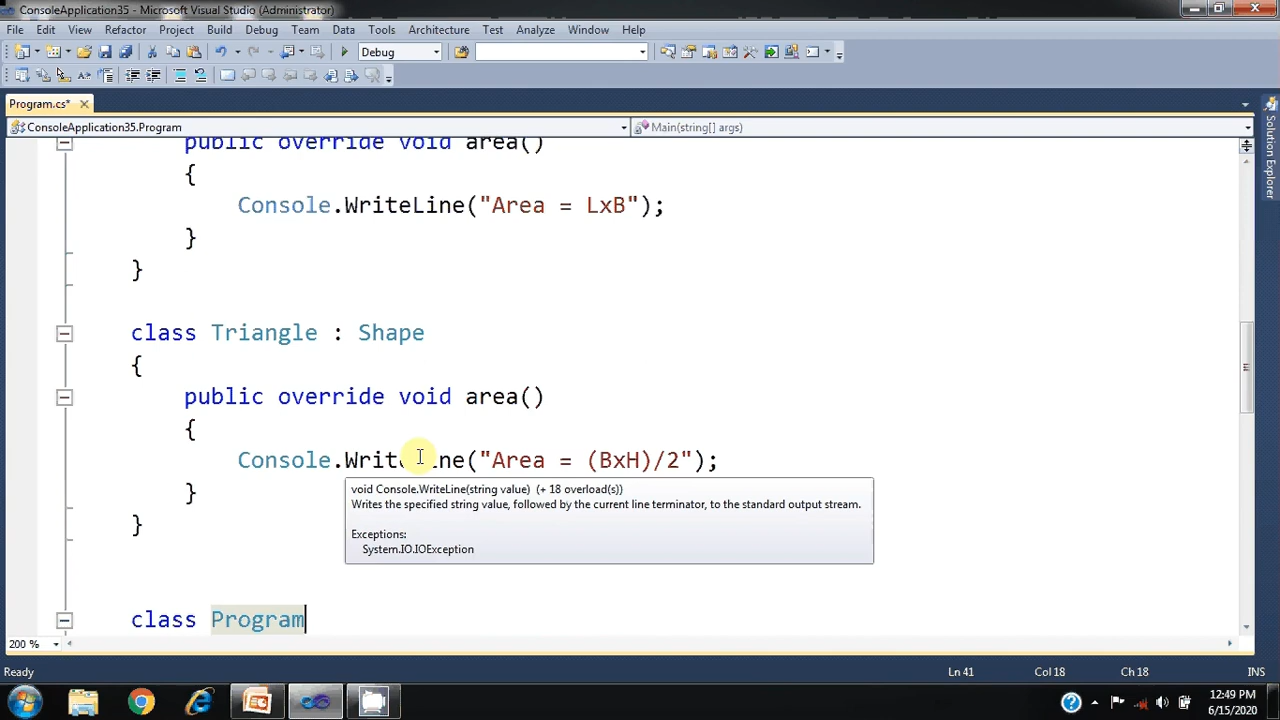 ConsoleApplication35 - Microsoft Visual Studio (Administrator)
File Edit View Refactor Project Build Debug Team Data Tools Architecture Test Analyze Window Help
Debug
Program.cs*
ConsoleApplication35.Program
Main(string[] args)
Solution Explorer
public override void area()
{
Console.WriteLine("Area = LxB");
}
}
class Triangle : Shape
{
public override void area()
{
Console.WriteLine("Area = (BxH)/2");
void Console.WriteLine(string value) (+ 18 overload(s))
Writes the specified string value, followed by the current line terminator, to the standard output stream.
Exceptions:
System.IO.IOException
}
}
class Program
200 %
Ready Ln 41 Col 18 Ch 18 INS
12:49 PM
6/15/2020